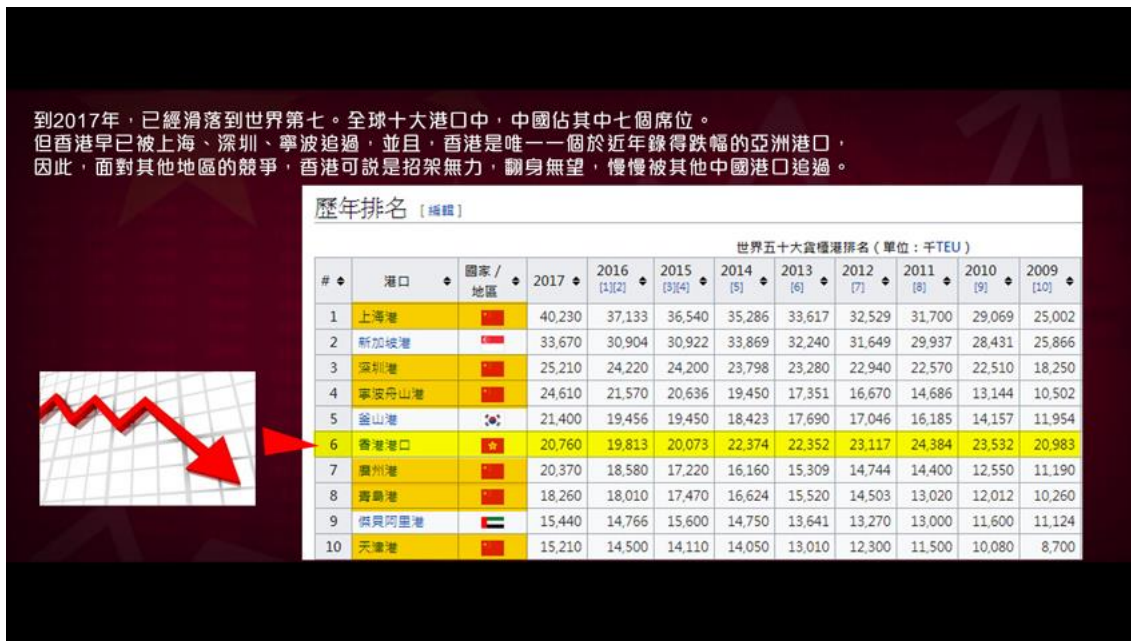 到2017年，已經滑落到世界第七。全球十大港口中，中國佔其中七個席位。
但香港早已被上海、深圳、寧波追過，並且，香港是唯一一個於近年錄得跌幅的亞洲港口，
因此，面對其他地區的競爭，香港可説是招架無力，翻身無望，慢慢被其他中國港口追過。
歷年排名 [編輯]
世界五十大貨櫃港排名（單位：千TEU）
# 港口 國家/地區 2017 2016 [1][2] 2015 [3][4] 2014 [5] 2013 [6] 2012 [7] 2011 [8] 2010 [9] 2009 [10]
1 上海港 40,230 37,133 36,540 35,286 33,617 32,529 31,700 29,069 25,002
2 新加坡港 33,670 30,904 30,922 33,869 32,240 31,649 29,937 28,431 25,866
3 深圳港 25,210 24,220 24,200 23,798 23,280 22,940 22,570 22,510 18,250
4 寧波舟山港 24,610 21,570 20,636 19,450 17,351 16,670 14,686 13,144 10,502
5 釜山港 21,400 19,456 19,450 18,423 17,690 17,046 16,185 14,157 11,954
6 香港港口 20,760 19,813 20,073 22,374 22,352 23,117 24,384 23,532 20,983
7 廣州港 20,370 18,580 17,220 16,160 15,309 14,744 14,400 12,550 11,190
8 青島港 18,260 18,010 17,470 16,624 15,520 14,503 13,020 12,012 10,260
9 傑貝阿里港 15,440 14,766 15,600 14,750 13,641 13,270 13,000 11,600 11,124
10 天津港 15,210 14,500 14,110 14,050 13,010 12,300 11,500 10,080 8,700